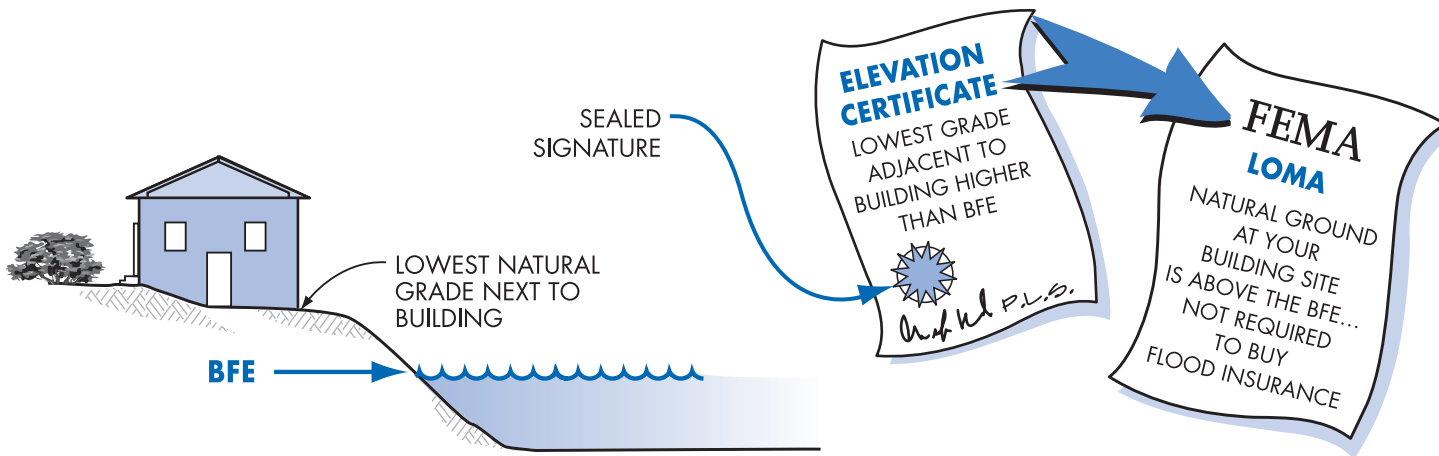 LOWEST NATURAL
GRADE NEXT TO
BUILDING
BFE
SEALED
SIGNATURE
ELEVATION
CERTIFICATE
LOWEST GRADE
ADJACENT TO
BUILDING HIGHER
THAN BFE
P.L.S.
FEMA
LOMA
NATURAL GROUND
AT YOUR
BUILDING SITE
IS ABOVE THE BFE...
NOT REQUIRED
TO BUY
FLOOD INSURANCE